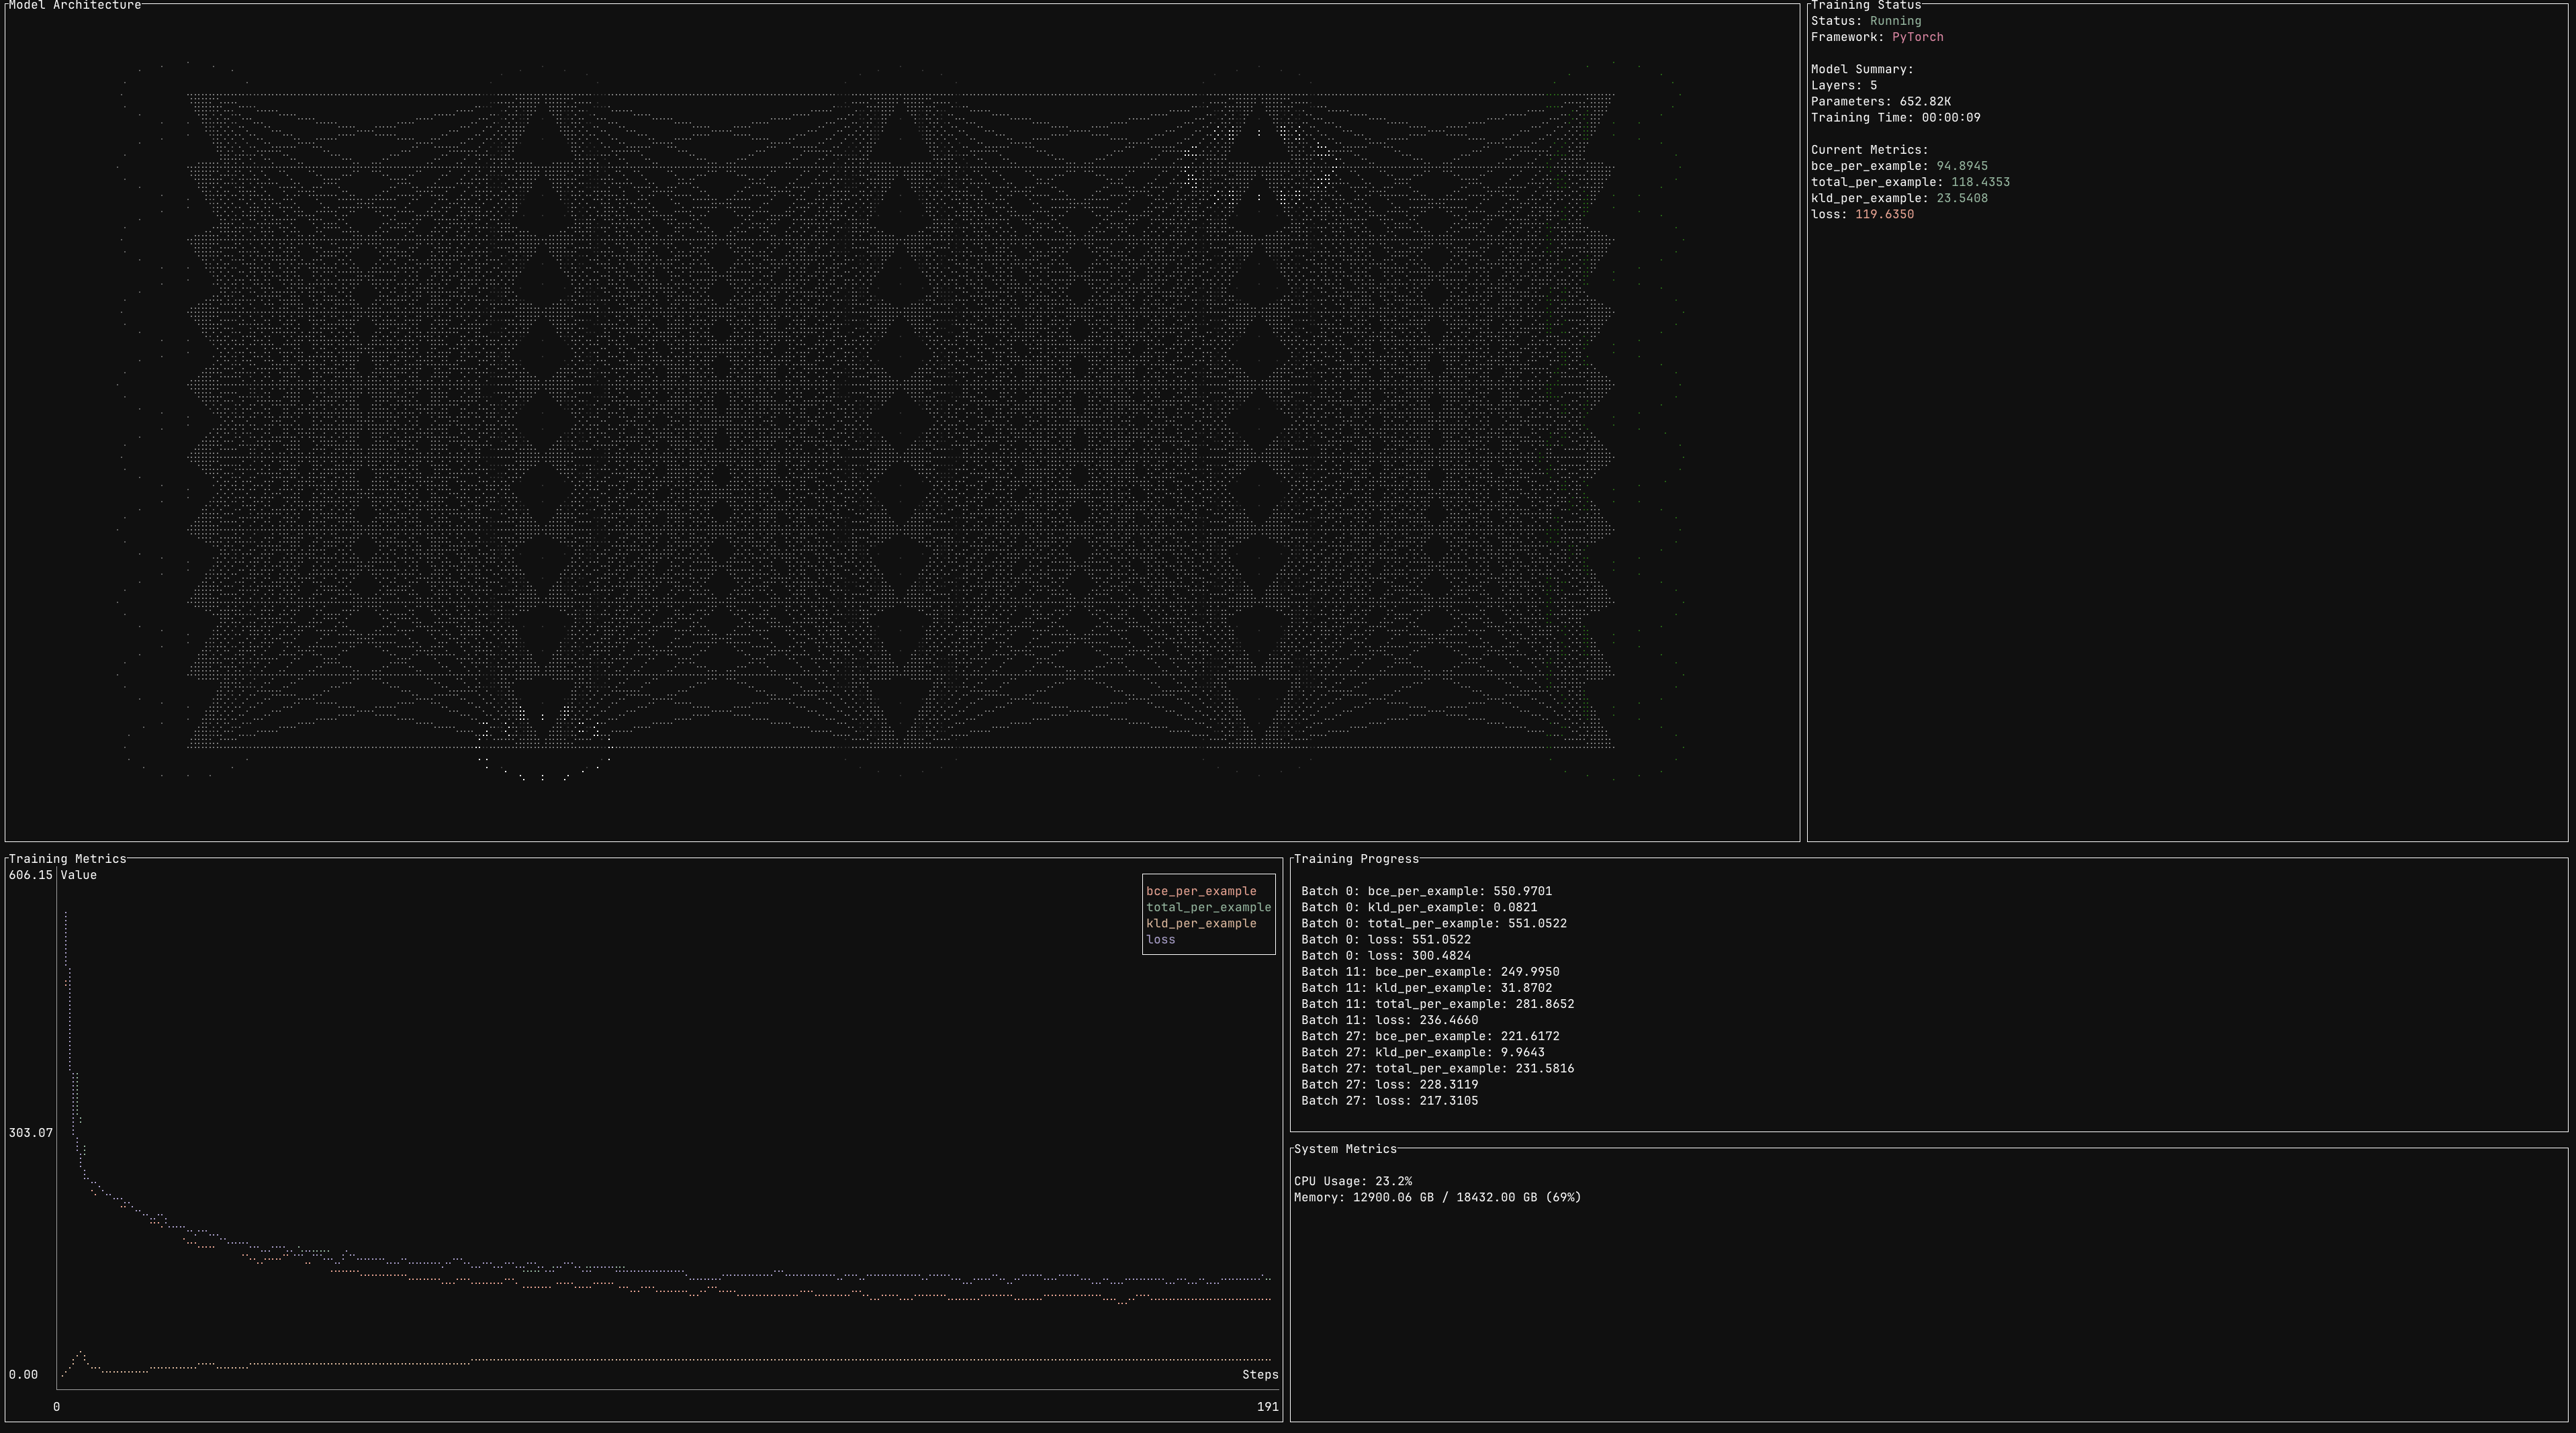 Model Architecture
Training Status
Status: Running
Framework: PyTorch
Model Summary:
Layers: 5
Parameters: 652.82K
Training Time: 00:00:09
Current Metrics:
bce_per_example: 94.8945
total_per_example: 118.4353
kld_per_example: 23.5408
loss: 119.6350
Training Metrics
606.15 Value
bce_per_example
total_per_example
kld_per_example
loss
303.07
0.00
Steps
0
191
Training Progress
Batch 0: bce_per_example: 550.9701
Batch 0: kld_per_example: 0.0821
Batch 0: total_per_example: 551.0522
Batch 0: loss: 551.0522
Batch 0: loss: 300.4824
Batch 11: bce_per_example: 249.9950
Batch 11: kld_per_example: 31.8702
Batch 11: total_per_example: 281.8652
Batch 11: loss: 236.4660
Batch 27: bce_per_example: 221.6172
Batch 27: kld_per_example: 9.9643
Batch 27: total_per_example: 231.5816
Batch 27: loss: 228.3119
Batch 27: loss: 217.3105
System Metrics
CPU Usage: 23.2%
Memory: 12900.06 GB / 18432.00 GB (69%)